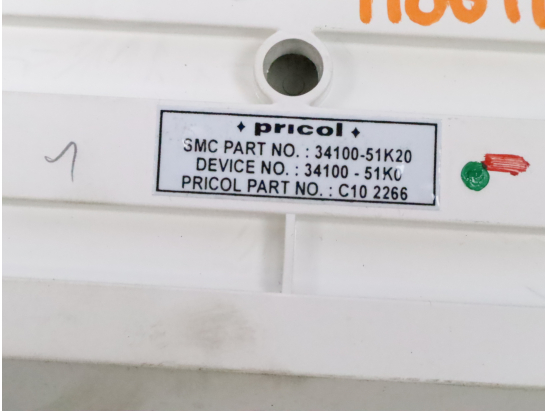 pricol
SMC PART NO. : 34100-51K20
DEVICE NO. : 34100 - 51K0
PRICOL PART NO. : C10 2266